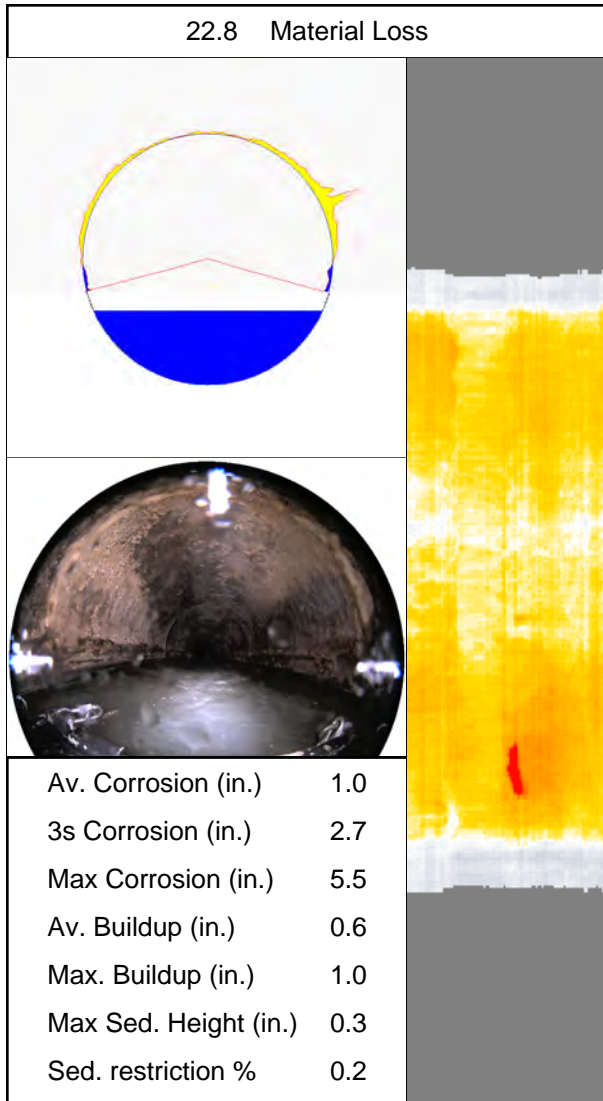 22.8 Material Loss
Av. Corrosion (in.) 1.0
3s Corrosion (in.) 2.7
Max Corrosion (in.) 5.5
Av. Buildup (in.) 0.6
Max. Buildup (in.) 1.0
Max Sed. Height (in.) 0.3
Sed. restriction % 0.2